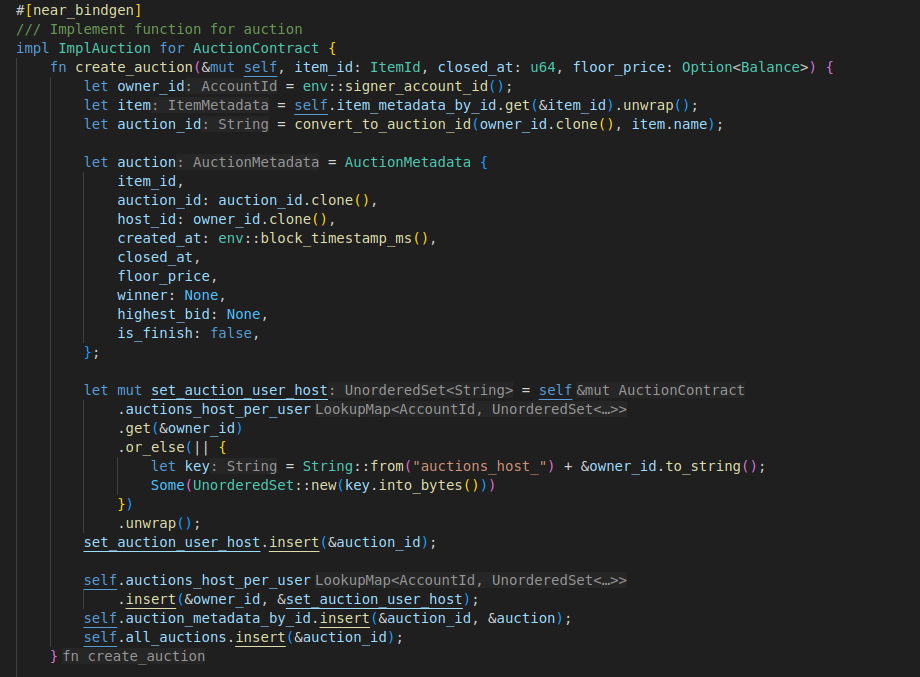 #[near_bindgen]
/// Implement function for auction
impl ImplAuction for AuctionContract {
    fn create_auction(&mut self, item_id: ItemId, closed_at: u64, floor_price: Option<Balance>) {
        let owner_id: AccountId = env::signer_account_id();
        let item: ItemMetadata = self.item_metadata_by_id.get(&item_id).unwrap();
        let auction_id: String = convert_to_auction_id(owner_id.clone(), item.name);

        let auction: AuctionMetadata = AuctionMetadata {
            item_id,
            auction_id: auction_id.clone(),
            host_id: owner_id.clone(),
            created_at: env::block_timestamp_ms(),
            closed_at,
            floor_price,
            winner: None,
            highest_bid: None,
            is_finish: false,
        };

        let mut set_auction_user_host: UnorderedSet<String> = self &mut AuctionContract
            .auctions_host_per_user LookupMap<AccountId, UnorderedSet<…>>
            .get(&owner_id)
            .or_else(|| {
                let key: String = String::from("auctions_host_") + &owner_id.to_string();
                Some(UnorderedSet::new(key.into_bytes()))
            })
            .unwrap();
        set_auction_user_host.insert(&auction_id);

        self.auctions_host_per_user LookupMap<AccountId, UnorderedSet<…>>
            .insert(&owner_id, &set_auction_user_host);
        self.auction_metadata_by_id.insert(&auction_id, &auction);
        self.all_auctions.insert(&auction_id);
    } fn create_auction